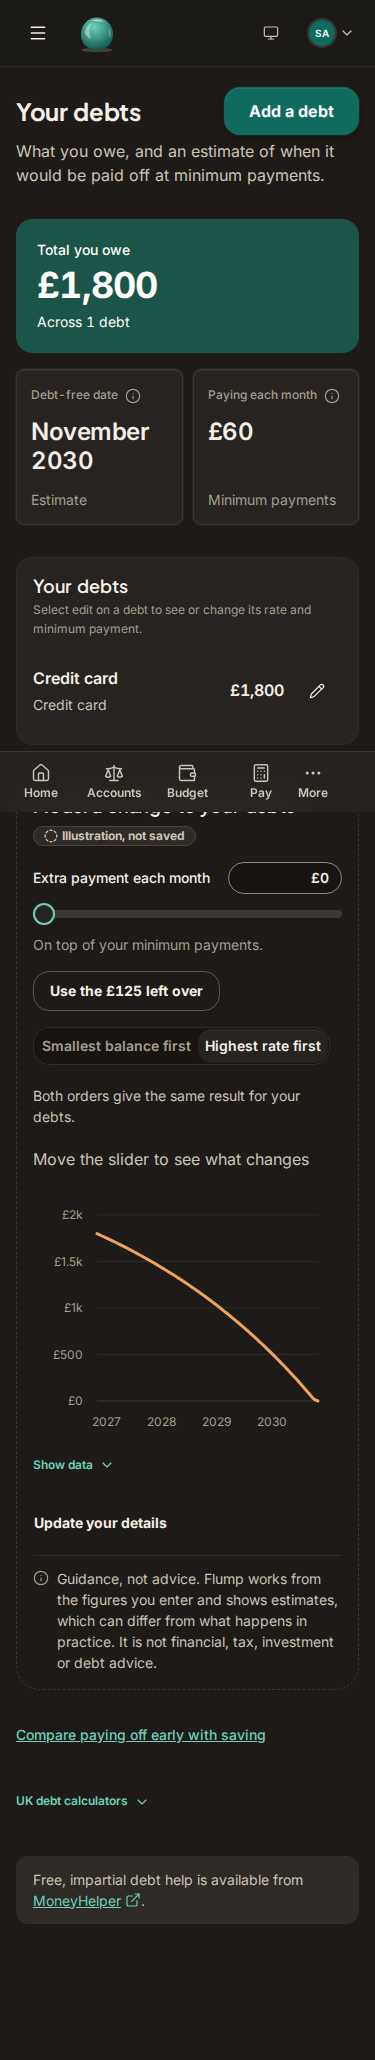 SA
Your debts
Add a debt
What you owe, and an estimate of when it
would be paid off at minimum payments.
Total you owe
£1,800
Across 1 debt
Debt-free date
November
2030
Estimate
Paying each month
£60
Minimum payments
Your debts
Select edit on a debt to see or change its rate and
minimum payment.
Credit card
£1,800
Credit card
Home
Accounts
Budget
Pay
More
Illustration, not saved
Extra payment each month
£0
On top of your minimum payments.
Use the £125 left over
Smallest balance first
Highest rate first
Both orders give the same result for your
debts.
Move the slider to see what changes
£2k
£1.5k
£1k
£500
£0
2027
2028
2029
2030
Show data
Update your details
Guidance, not advice. Flump works from
the figures you enter and shows estimates,
which can differ from what happens in
practice. It is not financial, tax, investment
or debt advice.
Compare paying off early with saving
UK debt calculators
Free, impartial debt help is available from
MoneyHelper.